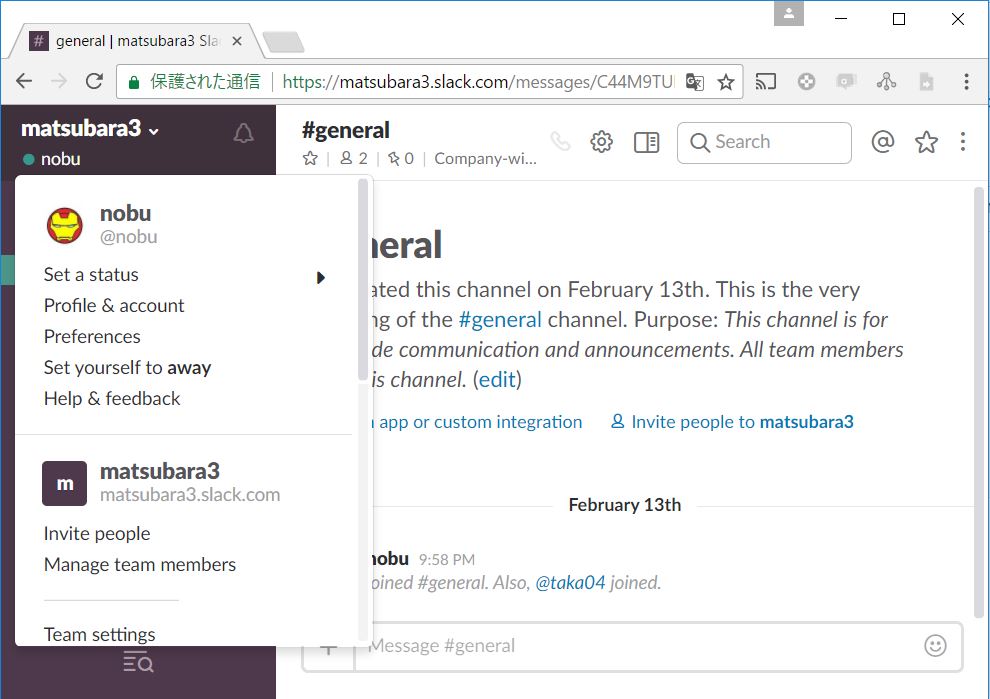 # general | matsubara3 Sla
保護された通信 https://matsubara3.slack.com/messages/C44M9TU
matsubara3
nobu
#general
2 | 0 | Company-wi...
Search
nobu
@nobu
Set a status
Profile & account
Preferences
Set yourself to away
Help & feedback
m matsubara3
matsubara3.slack.com
Invite people
Manage team members
Team settings
neral
ated this channel on February 13th. This is the very
ng of the #general channel. Purpose: This channel is for
de communication and announcements. All team members
is channel. (edit)
app or custom integration Invite people to matsubara3
February 13th
nobu 9:58 PM
joined #general. Also, @taka04 joined.
Message #general